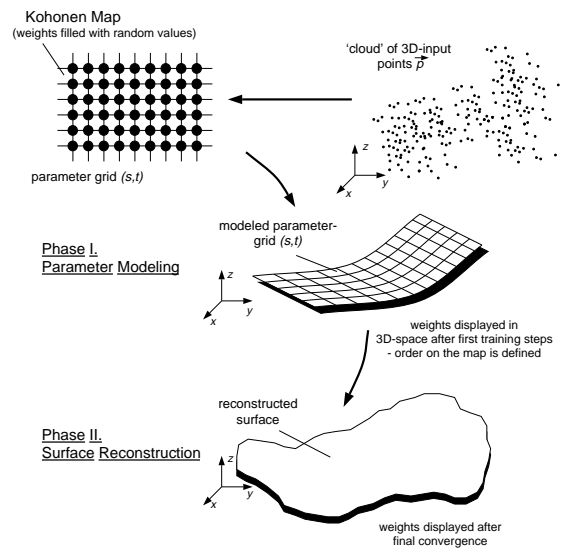 Kohonen Map
(weights filled with random values)
'cloud' of 3D-input
points p
z
y
x
parameter grid (s,t)
modeled parameter-
grid (s,t)
Phase I.
Parameter Modeling
z
y
x
weights displayed in
3D-space after first training steps
- order on the map is defined
reconstructed
surface
Phase II.
Surface Reconstruction
z
y
x
weights displayed after
final convergence